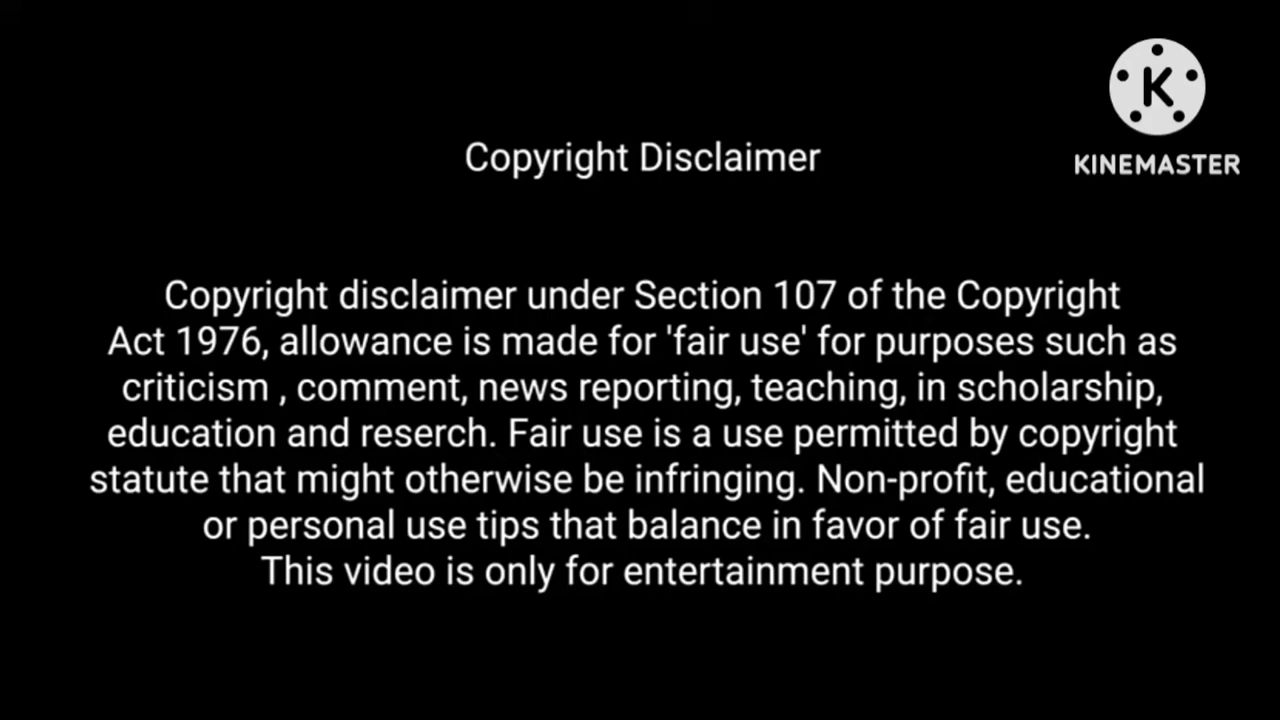 Copyright Disclaimer
K
KINEMASTER
Copyright disclaimer under Section 107 of the Copyright
Act 1976, allowance is made for 'fair use' for purposes such as
criticism , comment, news reporting, teaching, in scholarship,
education and reserch. Fair use is a use permitted by copyright
statute that might otherwise be infringing. Non-profit, educational
or personal use tips that balance in favor of fair use.
This video is only for entertainment purpose.